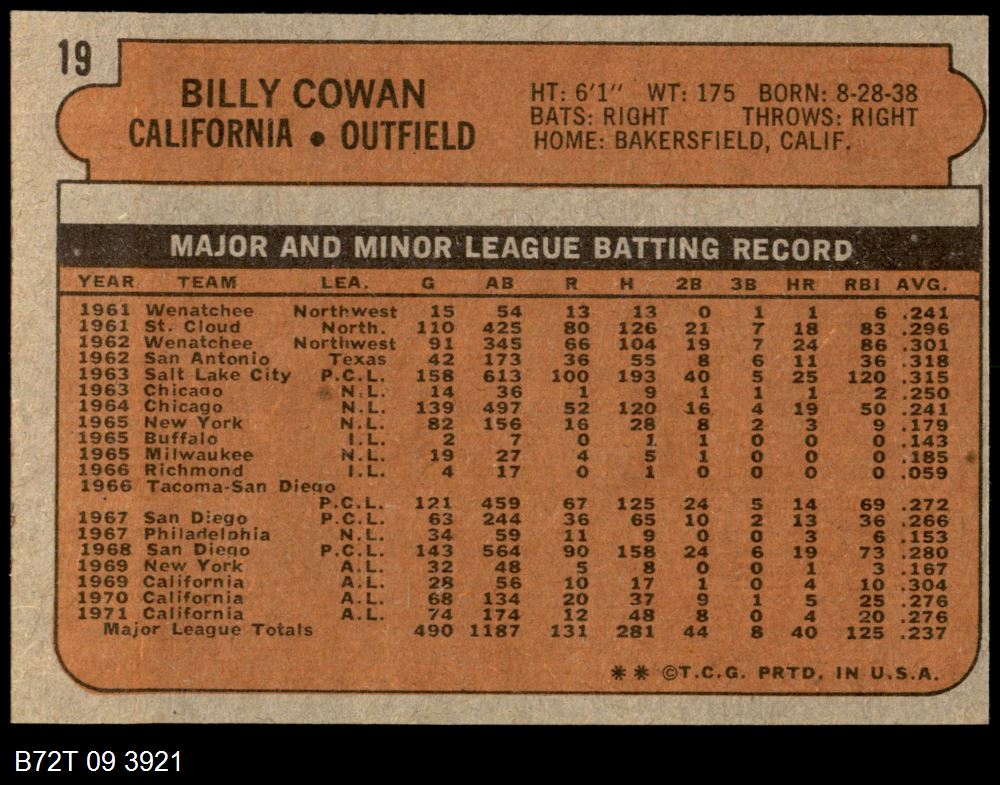 19
BILLY COWAN
CALIFORNIA • OUTFIELD
HT: 6'1" WT: 175 BORN: 8-28-38
BATS: RIGHT THROWS: RIGHT
HOME: BAKERSFIELD, CALIF.
MAJOR AND MINOR LEAGUE BATTING RECORD
YEAR TEAM LEA. G AB R H 2B 3B HR RBI AVG.
1961 Wenatchee Northwest 15 54 13 13 0 1 1 6 .241
1961 St. Cloud North. 110 425 80 126 21 7 18 83 .296
1962 Wenatchee Northwest 91 345 66 104 19 7 24 86 .301
1962 San Antonio Texas 42 173 36 55 8 6 11 36 .318
1963 Salt Lake City P.C.L. 158 613 100 193 40 5 25 120 .315
1963 Chicago N.L. 14 36 1 9 1 1 1 2 .250
1964 Chicago N.L. 139 497 52 120 16 4 19 50 .241
1965 New York N.L. 82 156 16 28 8 2 3 9 .179
1965 Buffalo I.L. 2 7 0 1 1 0 0 0 .143
1965 Milwaukee N.L. 19 27 4 5 1 0 0 0 .185
1966 Richmond I.L. 4 17 0 1 0 0 0 0 .059
1966 Tacoma-San Diego
P.C.L. 121 459 67 125 24 5 14 69 .272
1967 San Diego P.C.L. 63 244 36 65 10 2 13 36 .266
1967 Philadelphia N.L. 34 59 11 9 0 0 3 6 .153
1968 San Diego P.C.L. 143 564 90 158 24 6 19 73 .280
1969 New York A.L. 32 48 5 8 0 0 1 3 .167
1969 California A.L. 28 56 10 17 1 0 4 10 .304
1970 California A.L. 68 134 20 37 9 1 5 25 .276
1971 California A.L. 74 174 12 48 8 0 4 20 .276
Major League Totals 490 1187 131 281 44 8 40 125 .237
** ©T.C.G. PRTD. IN U.S.A.
B72T 09 3921